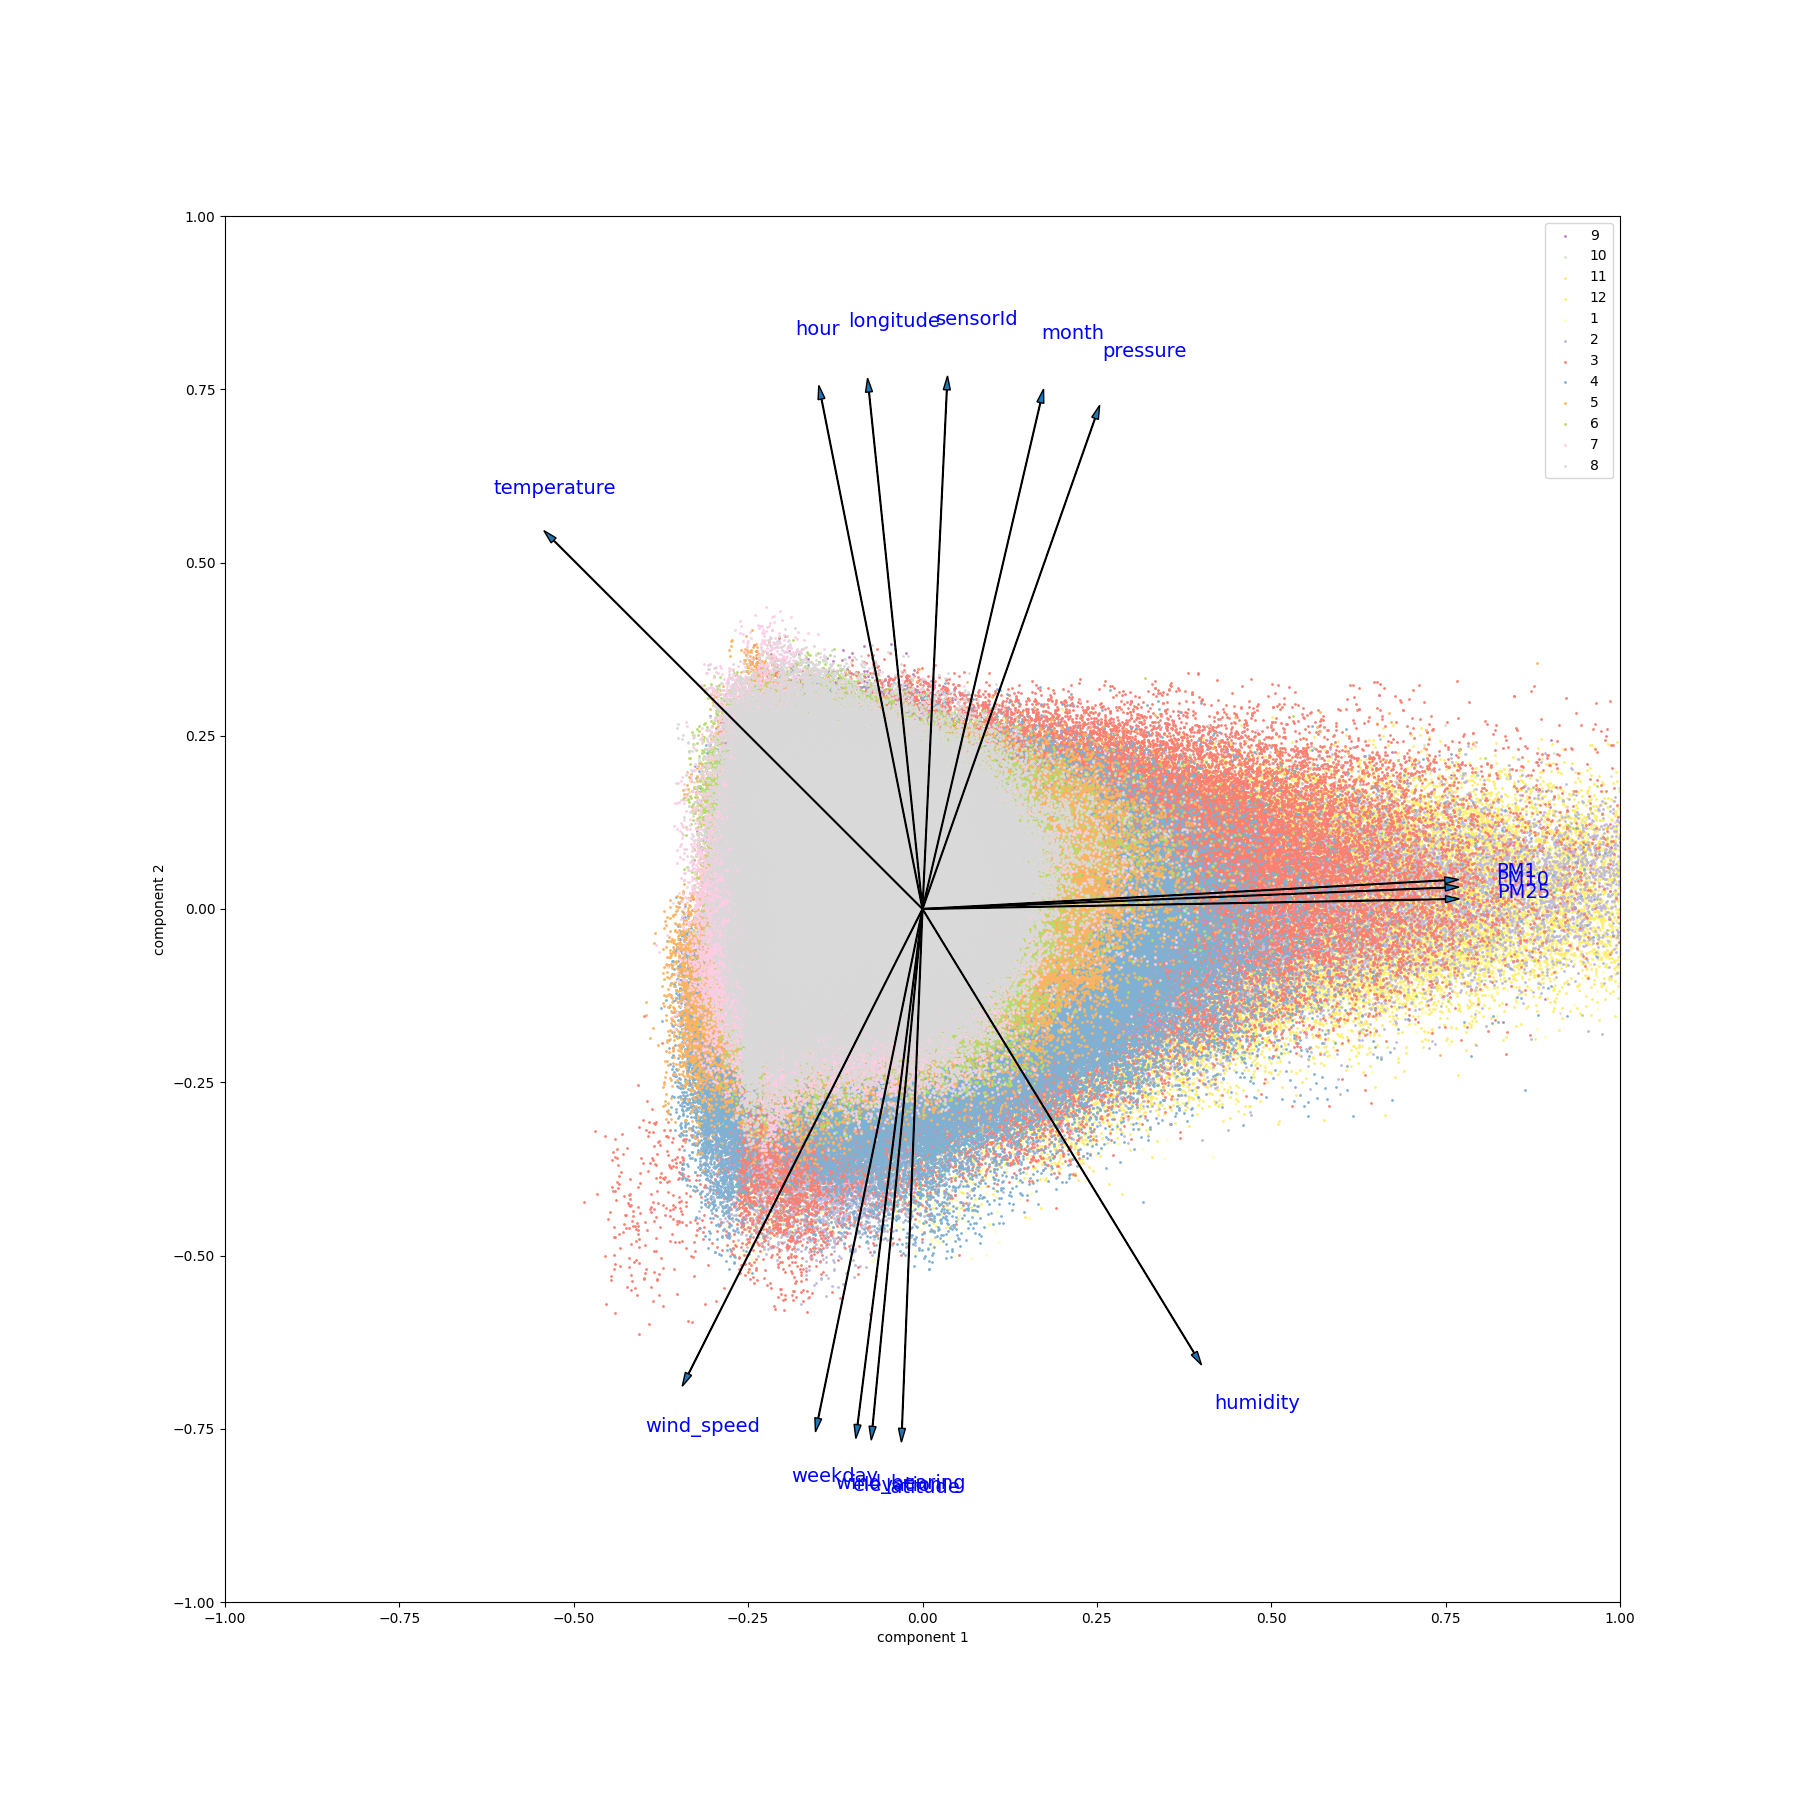 1.00
0.75
0.50
0.25
0.00
−0.25
−0.50
−0.75
−1.00
component 2
9
10
11
12
1
2
3
4
5
6
7
8
hour
longitude
sensorId
month
pressure
temperature
PM1
PM10
PM25
humidity
wind_speed
weekday
wind_bearing
elevation
latitude
−1.00
−0.75
−0.50
−0.25
0.00
0.25
0.50
0.75
1.00
component 1